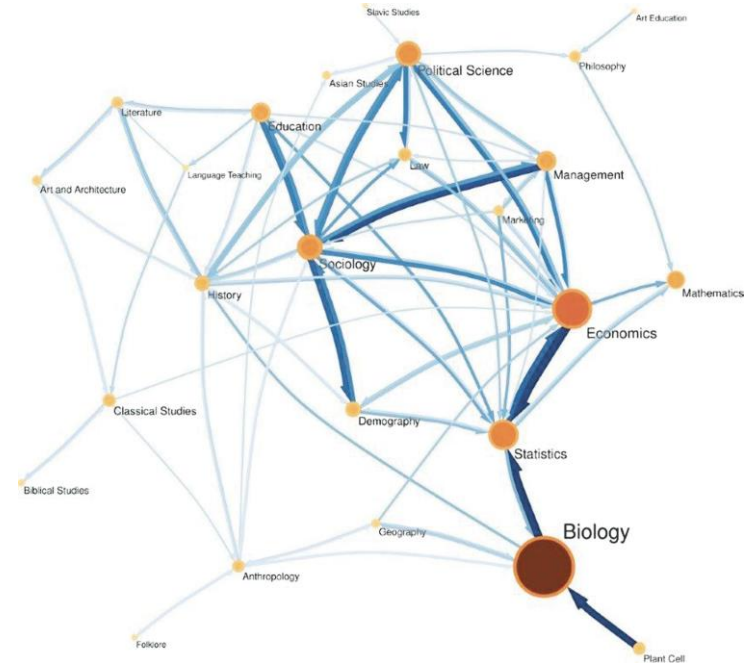 Slavic Studies
Art Education
Political Science
Philosophy
Asian Studies
Literature
Education
Law
Language Teaching
Management
Art and Architecture
Marketing
Sociology
History
Mathematics
Economics
Classical Studies
Demography
Statistics
Biblical Studies
Geography
Biology
Anthropology
Folklore
Plant Cell